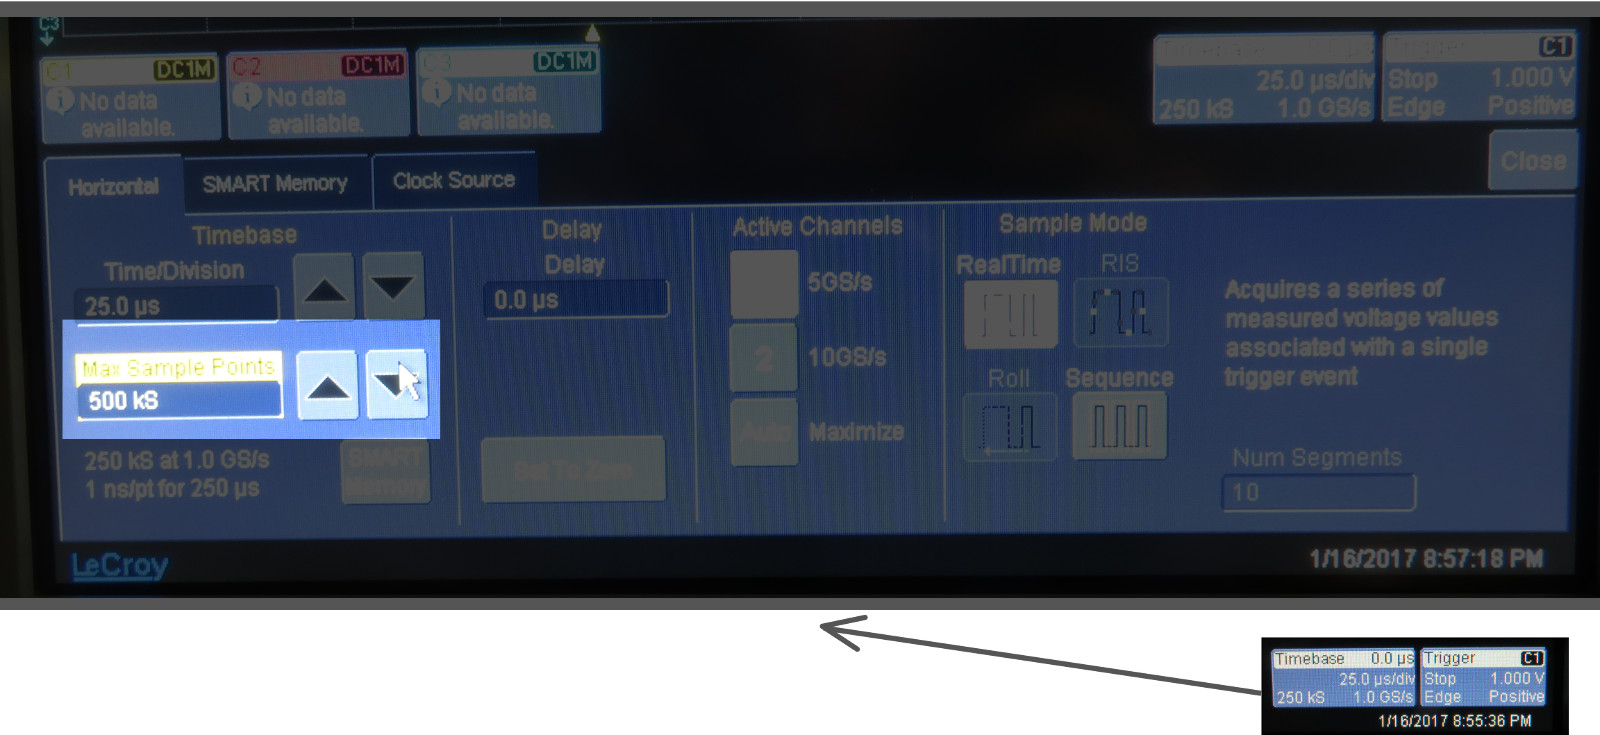 C3
C1 DC1M
No data
available.
C2 DC1M
No data
available.
C3 DC1M
No data
available.
Timebase
25.0 µs/div
250 kS 1.0 GS/s
Trigger C1
Stop 1.000 V
Edge Positive
Close
Horizontal
SMART Memory
Clock Source
Timebase
Time/Division
25.0 µs
Max Sample Points
500 kS
250 kS at 1.0 GS/s
1 ns/pt for 250 µs
SMART
Memory
Delay
Delay
0.0 µs
Set To Zero
Active Channels
5GS/s
2
10GS/s
Auto
Maximize
Sample Mode
RealTime
RIS
Roll
Sequence
Acquires a series of
measured voltage values
associated with a single
trigger event
Num Segments
10
LeCroy
1/16/2017 8:57:18 PM
Timebase 0.0 µs
25.0 µs/div
250 kS 1.0 GS/s
Trigger C1
Stop 1.000 V
Edge Positive
1/16/2017 8:55:36 PM